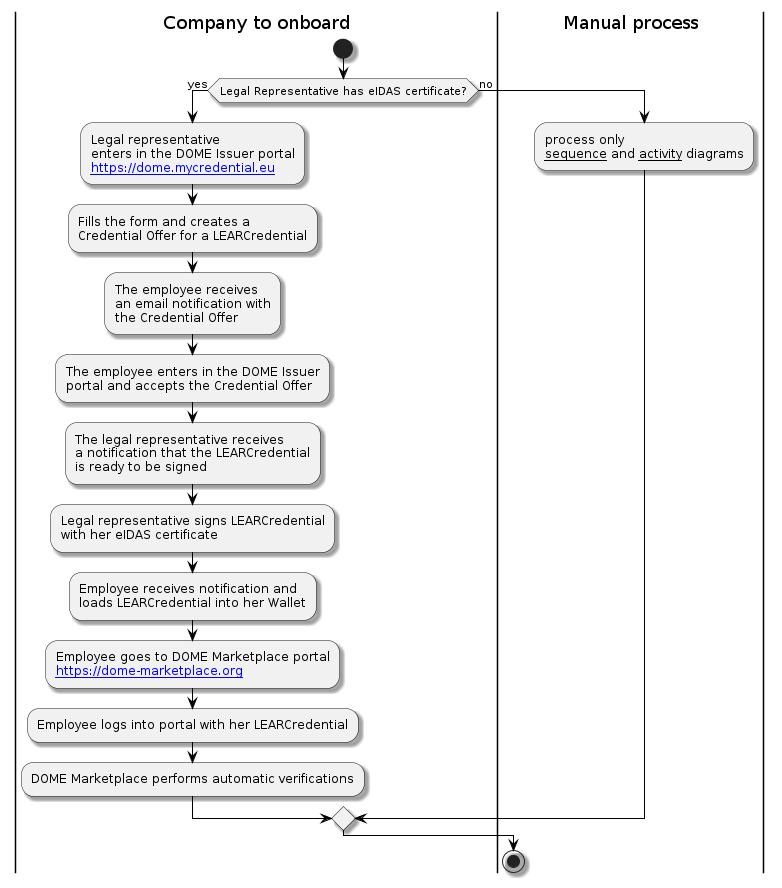 Company to onboard
Manual process
yes
Legal Representative has eIDAS certificate?
no
Legal representative
enters in the DOME Issuer portal
https://dome.mycredential.eu
process only
sequence and activity diagrams
Fills the form and creates a
Credential Offer for a LEARCredential
The employee receives
an email notification with
the Credential Offer
The employee enters in the DOME Issuer
portal and accepts the Credential Offer
The legal representative receives
a notification that the LEARCredential
is ready to be signed
Legal representative signs LEARCredential
with her eIDAS certificate
Employee receives notification and
loads LEARCredential into her Wallet
Employee goes to DOME Marketplace portal
https://dome-marketplace.org
Employee logs into portal with her LEARCredential
DOME Marketplace performs automatic verifications